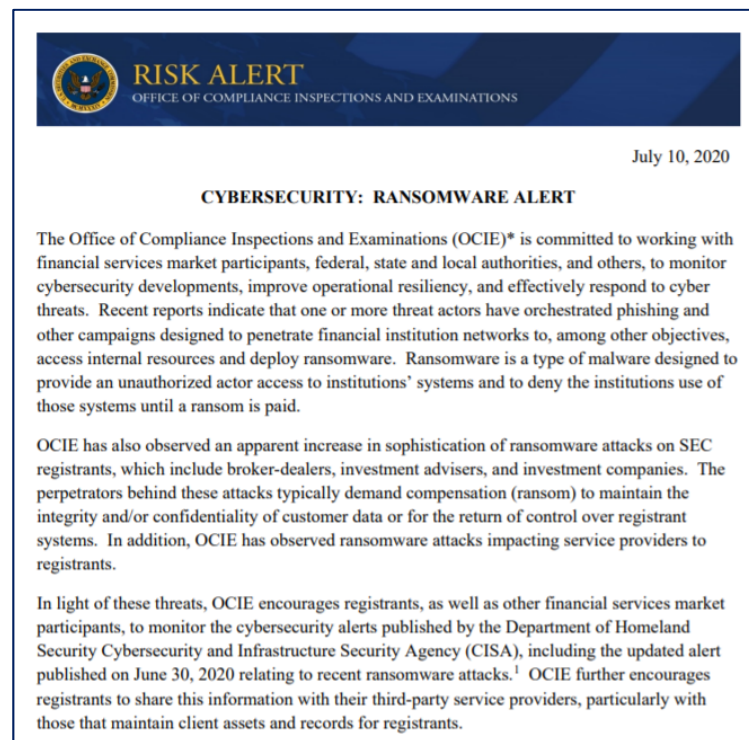 RISK ALERT
OFFICE OF COMPLIANCE INSPECTIONS AND EXAMINATIONS
July 10, 2020
CYBERSECURITY: RANSOMWARE ALERT
The Office of Compliance Inspections and Examinations (OCIE)* is committed to working with
financial services market participants, federal, state and local authorities, and others, to monitor
cybersecurity developments, improve operational resiliency, and effectively respond to cyber
threats. Recent reports indicate that one or more threat actors have orchestrated phishing and
other campaigns designed to penetrate financial institution networks to, among other objectives,
access internal resources and deploy ransomware. Ransomware is a type of malware designed to
provide an unauthorized actor access to institutions’ systems and to deny the institutions use of
those systems until a ransom is paid.
OCIE has also observed an apparent increase in sophistication of ransomware attacks on SEC
registrants, which include broker-dealers, investment advisers, and investment companies. The
perpetrators behind these attacks typically demand compensation (ransom) to maintain the
integrity and/or confidentiality of customer data or for the return of control over registrant
systems. In addition, OCIE has observed ransomware attacks impacting service providers to
registrants.
In light of these threats, OCIE encourages registrants, as well as other financial services market
participants, to monitor the cybersecurity alerts published by the Department of Homeland
Security Cybersecurity and Infrastructure Security Agency (CISA), including the updated alert
published on June 30, 2020 relating to recent ransomware attacks.¹ OCIE further encourages
registrants to share this information with their third-party service providers, particularly with
those that maintain client assets and records for registrants.